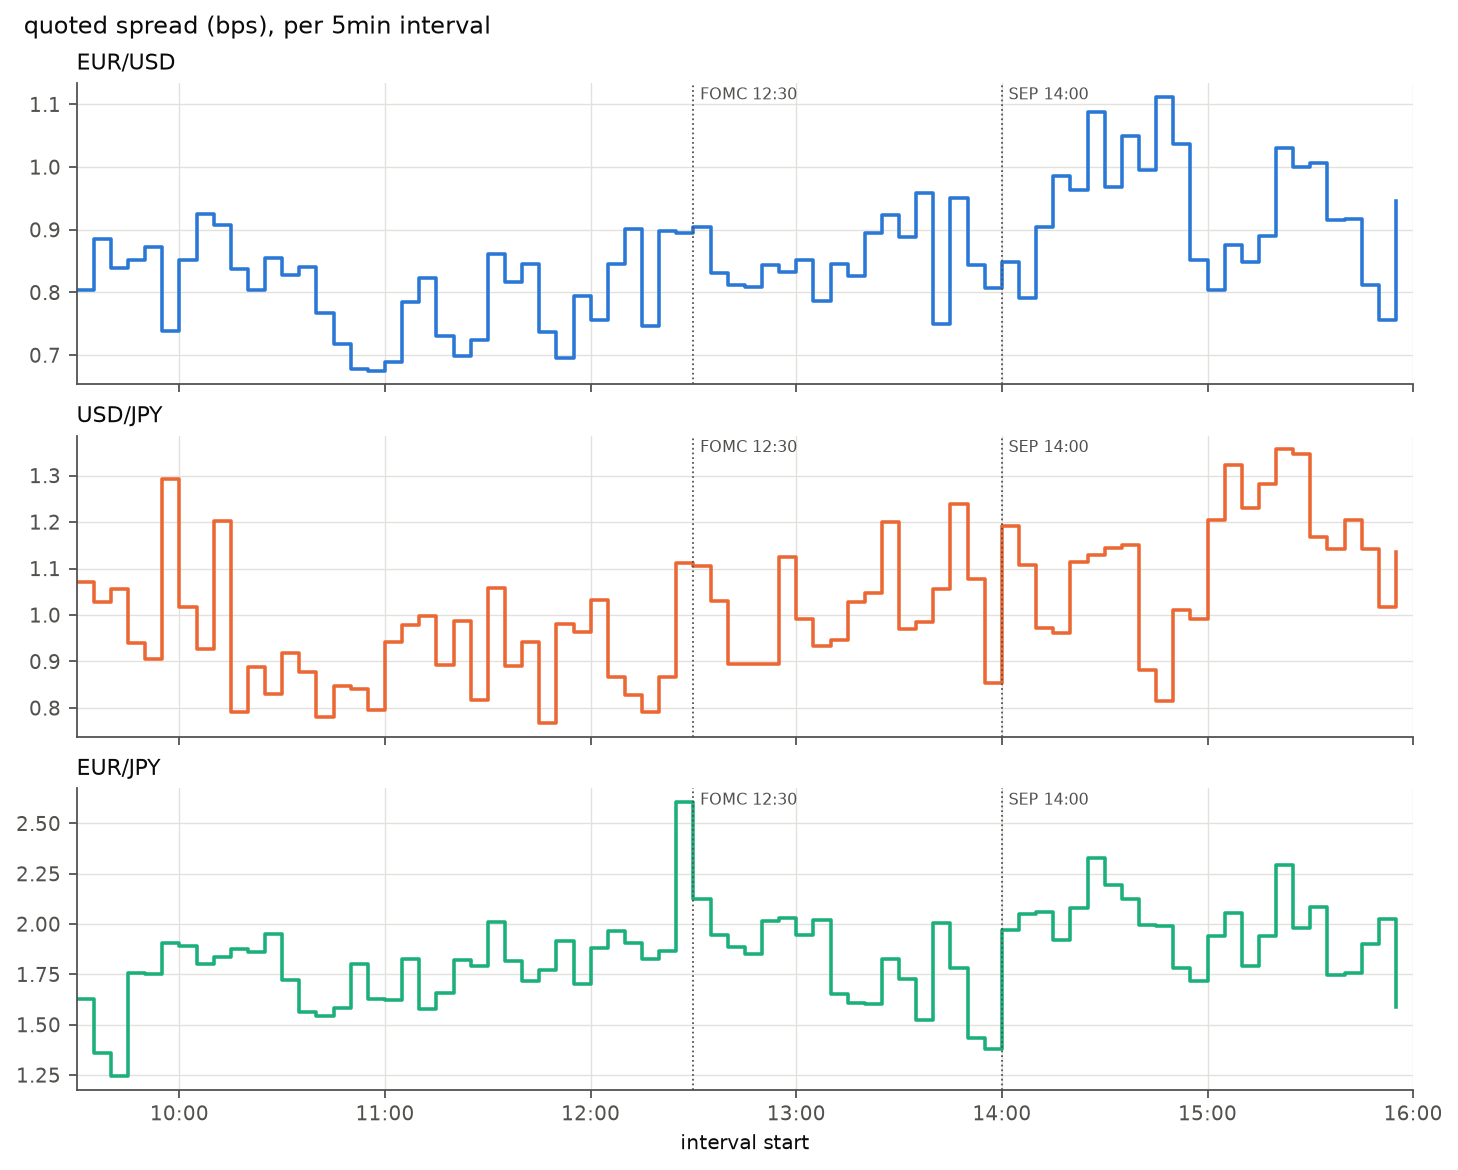 quoted spread (bps), per 5min interval
EUR/USD
FOMC 12:30
SEP 14:00
1.1
1.0
0.9
0.8
0.7
USD/JPY
FOMC 12:30
SEP 14:00
1.3
1.2
1.1
1.0
0.9
0.8
EUR/JPY
FOMC 12:30
SEP 14:00
2.50
2.25
2.00
1.75
1.50
1.25
10:00 11:00 12:00 13:00 14:00 15:00 16:00
interval start